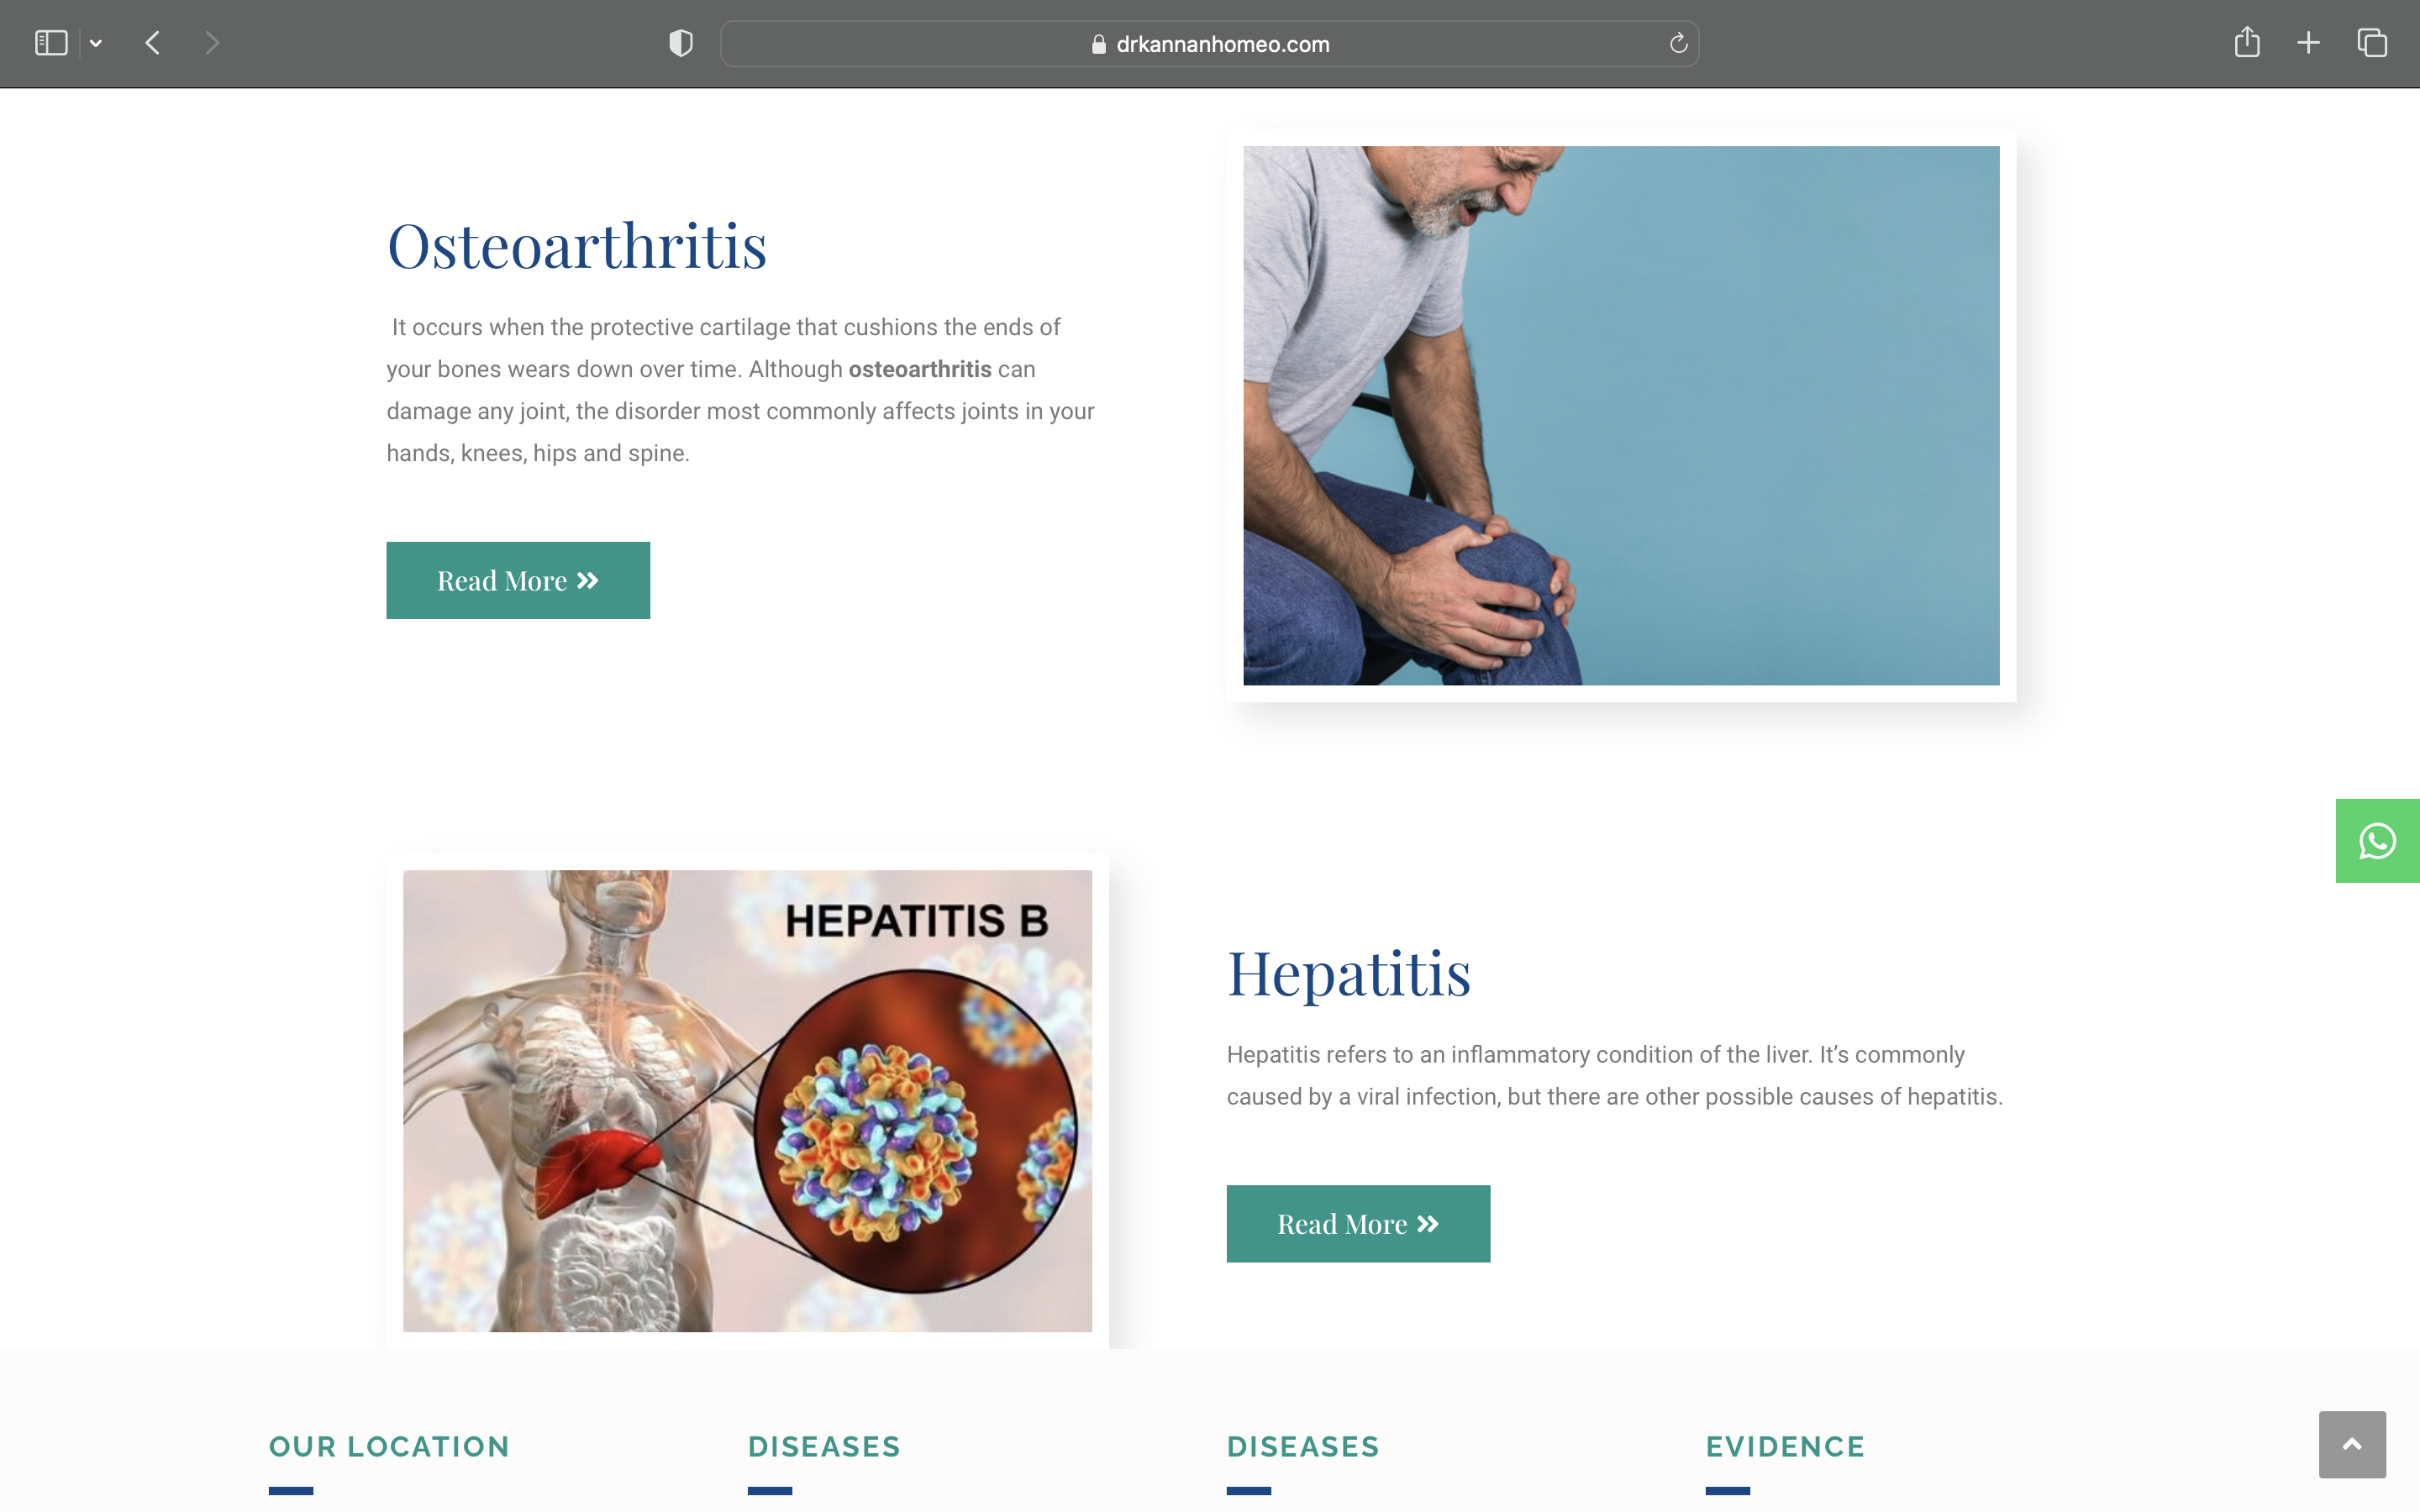 drkannanhomeo.com
Osteoarthritis
It occurs when the protective cartilage that cushions the ends of
your bones wears down over time. Although osteoarthritis can
damage any joint, the disorder most commonly affects joints in your
hands, knees, hips and spine.
Read More
HEPATITIS B
Hepatitis
Hepatitis refers to an inflammatory condition of the liver. It’s commonly
caused by a viral infection, but there are other possible causes of hepatitis.
Read More
OUR LOCATION
DISEASES
DISEASES
EVIDENCE